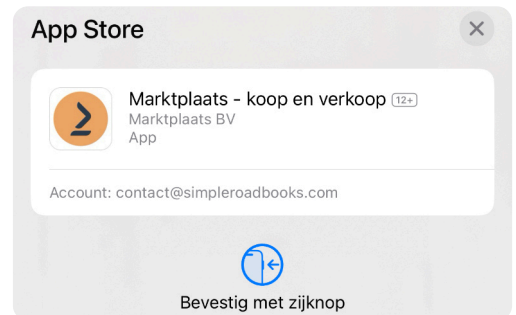 App Store
Marktplaats - koop en verkoop 12+
Marktplaats BV
App
Account: contact@simpleroadbooks.com
Bevestig met zijknop